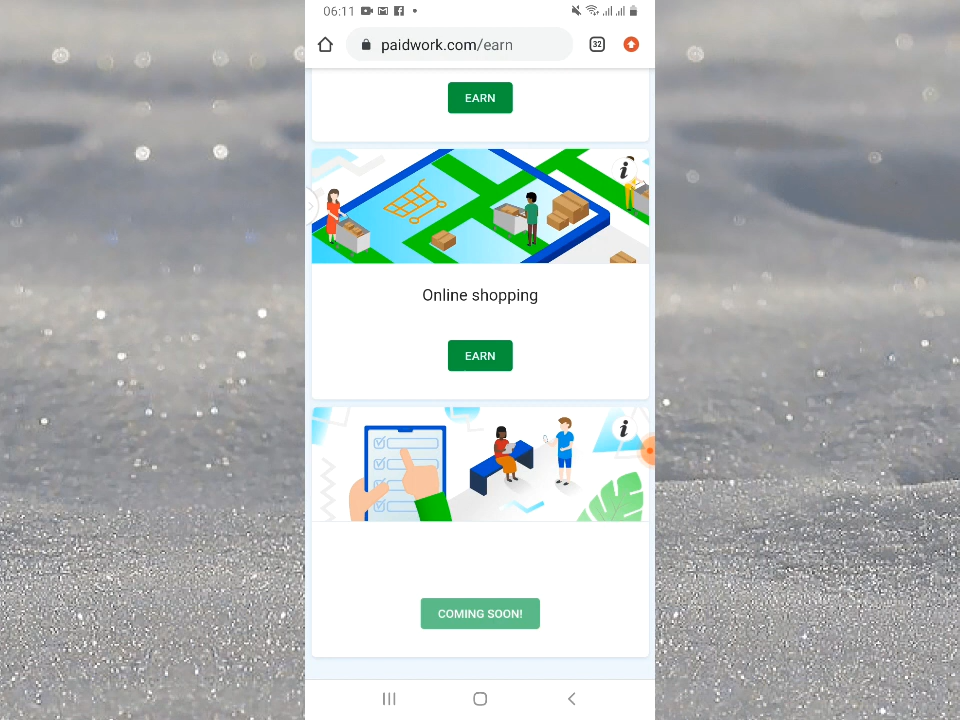 06:11
paidwork.com/earn
32
EARN
i
Online shopping
EARN
i
COMING SOON!